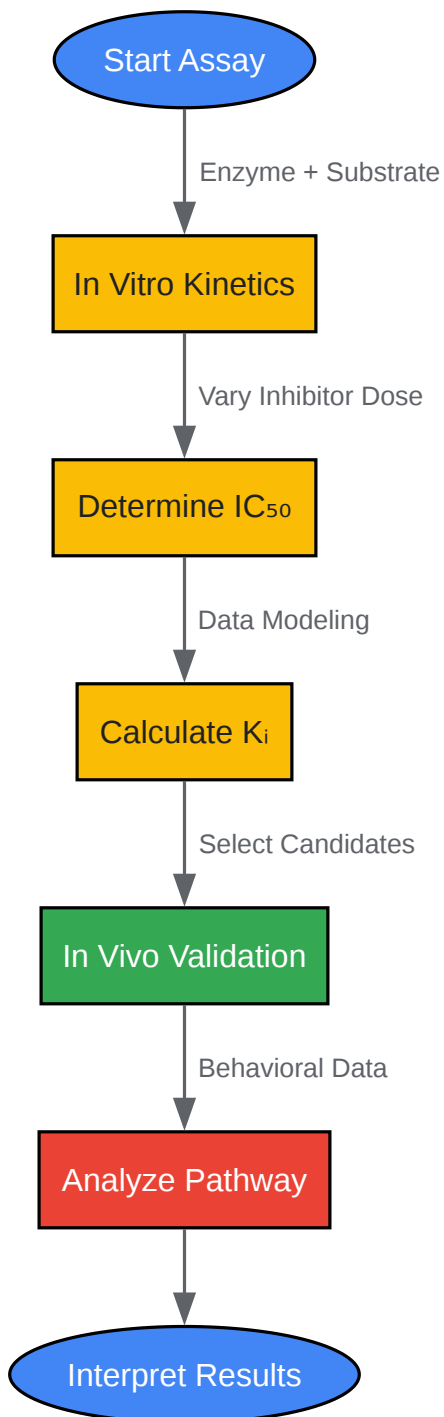 Start Assay
Enzyme + Substrate
In Vitro Kinetics
Vary Inhibitor Dose
Determine IC₅₀
Data Modeling
Calculate Kᵢ
Select Candidates
In Vivo Validation
Behavioral Data
Analyze Pathway
Interpret Results